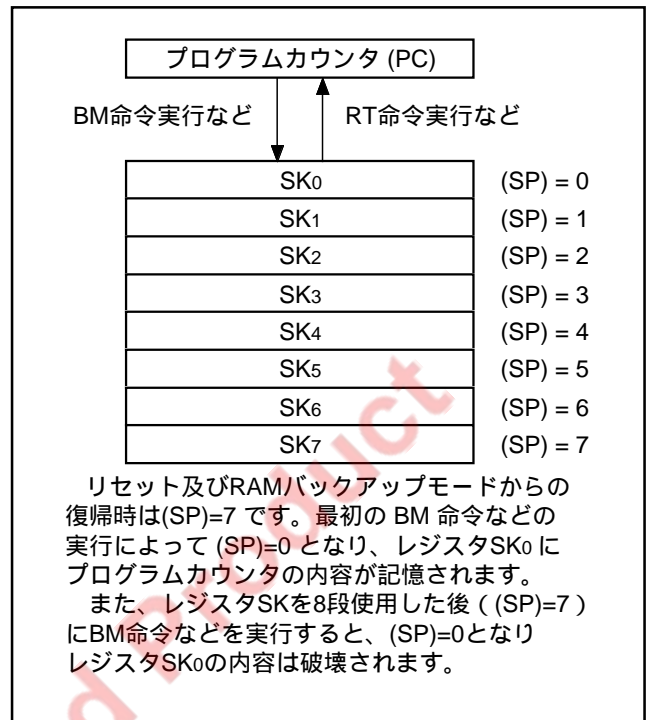 プログラムカウンタ (PC)
BM命令実行など RT命令実行など
SK0 (SP) = 0
SK1 (SP) = 1
SK2 (SP) = 2
SK3 (SP) = 3
SK4 (SP) = 4
SK5 (SP) = 5
SK6 (SP) = 6
SK7 (SP) = 7
リセット及びRAMバックアップモードからの
復帰時は(SP)=7 です。最初の BM 命令などの
実行によって (SP)=0 となり、レジスタSK0 に
プログラムカウンタの内容が記憶されます。
また、レジスタSKを8段使用した後（(SP)=7）
にBM命令などを実行すると、(SP)=0となり
レジスタSK0の内容は破壊されます。
d Product